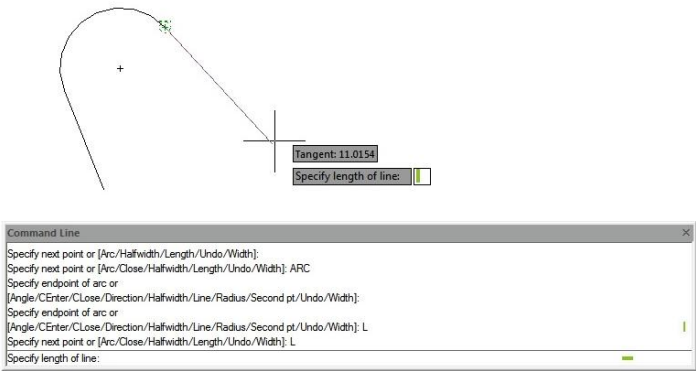 Tangent: 11.0154
Specify length of line:
Command Line
Specify next point or [Arc/Halfwidth/Length/Undo/Width]:
Specify next point or [Arc/Close/Halfwidth/Length/Undo/Width]: ARC
Specify endpoint of arc or
[Angle/CEnter/CLose/Direction/Halfwidth/Line/Radius/Second pt/Undo/Width]:
Specify endpoint of arc or
[Angle/CEnter/CLose/Direction/Halfwidth/Line/Radius/Second pt/Undo/Width]: L
Specify next point or [Arc/Close/Halfwidth/Length/Undo/Width]: L
Specify length of line: